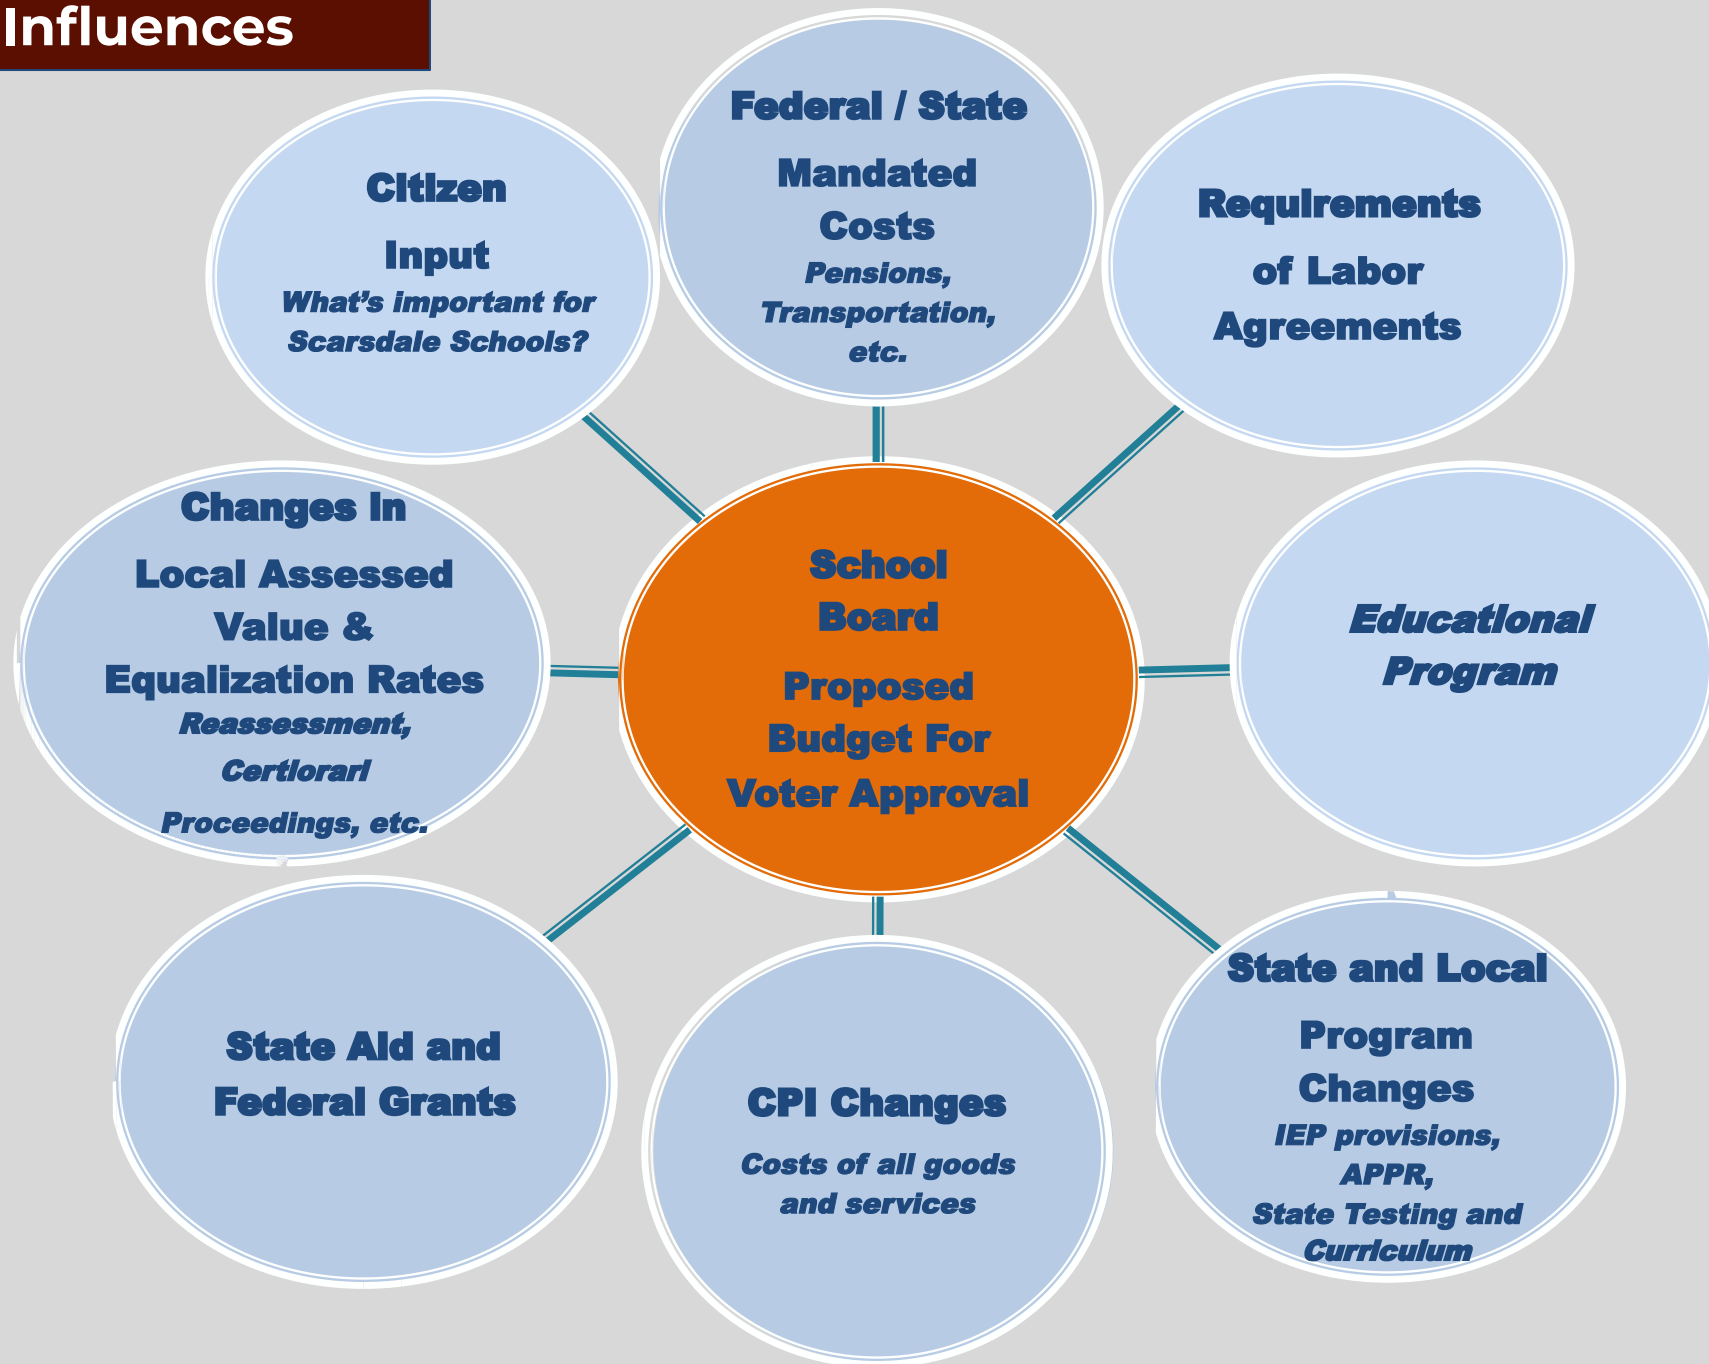 Influences
Federal / State
Mandated
Costs
Pensions,
Transportation,
etc.
Citizen
Input
What's important for
Scarsdale Schools?
Requirements
of Labor
Agreements
Changes in
Local Assessed
Value &
Equalization Rates
Reassessment,
Certiorari
Proceedings, etc.
School
Board
Proposed
Budget For
Voter Approval
Educational
Program
State Aid and
Federal Grants
CPI Changes
Costs of all goods
and services
State and Local
Program
Changes
IEP provisions,
APPR,
State Testing and
Curriculum